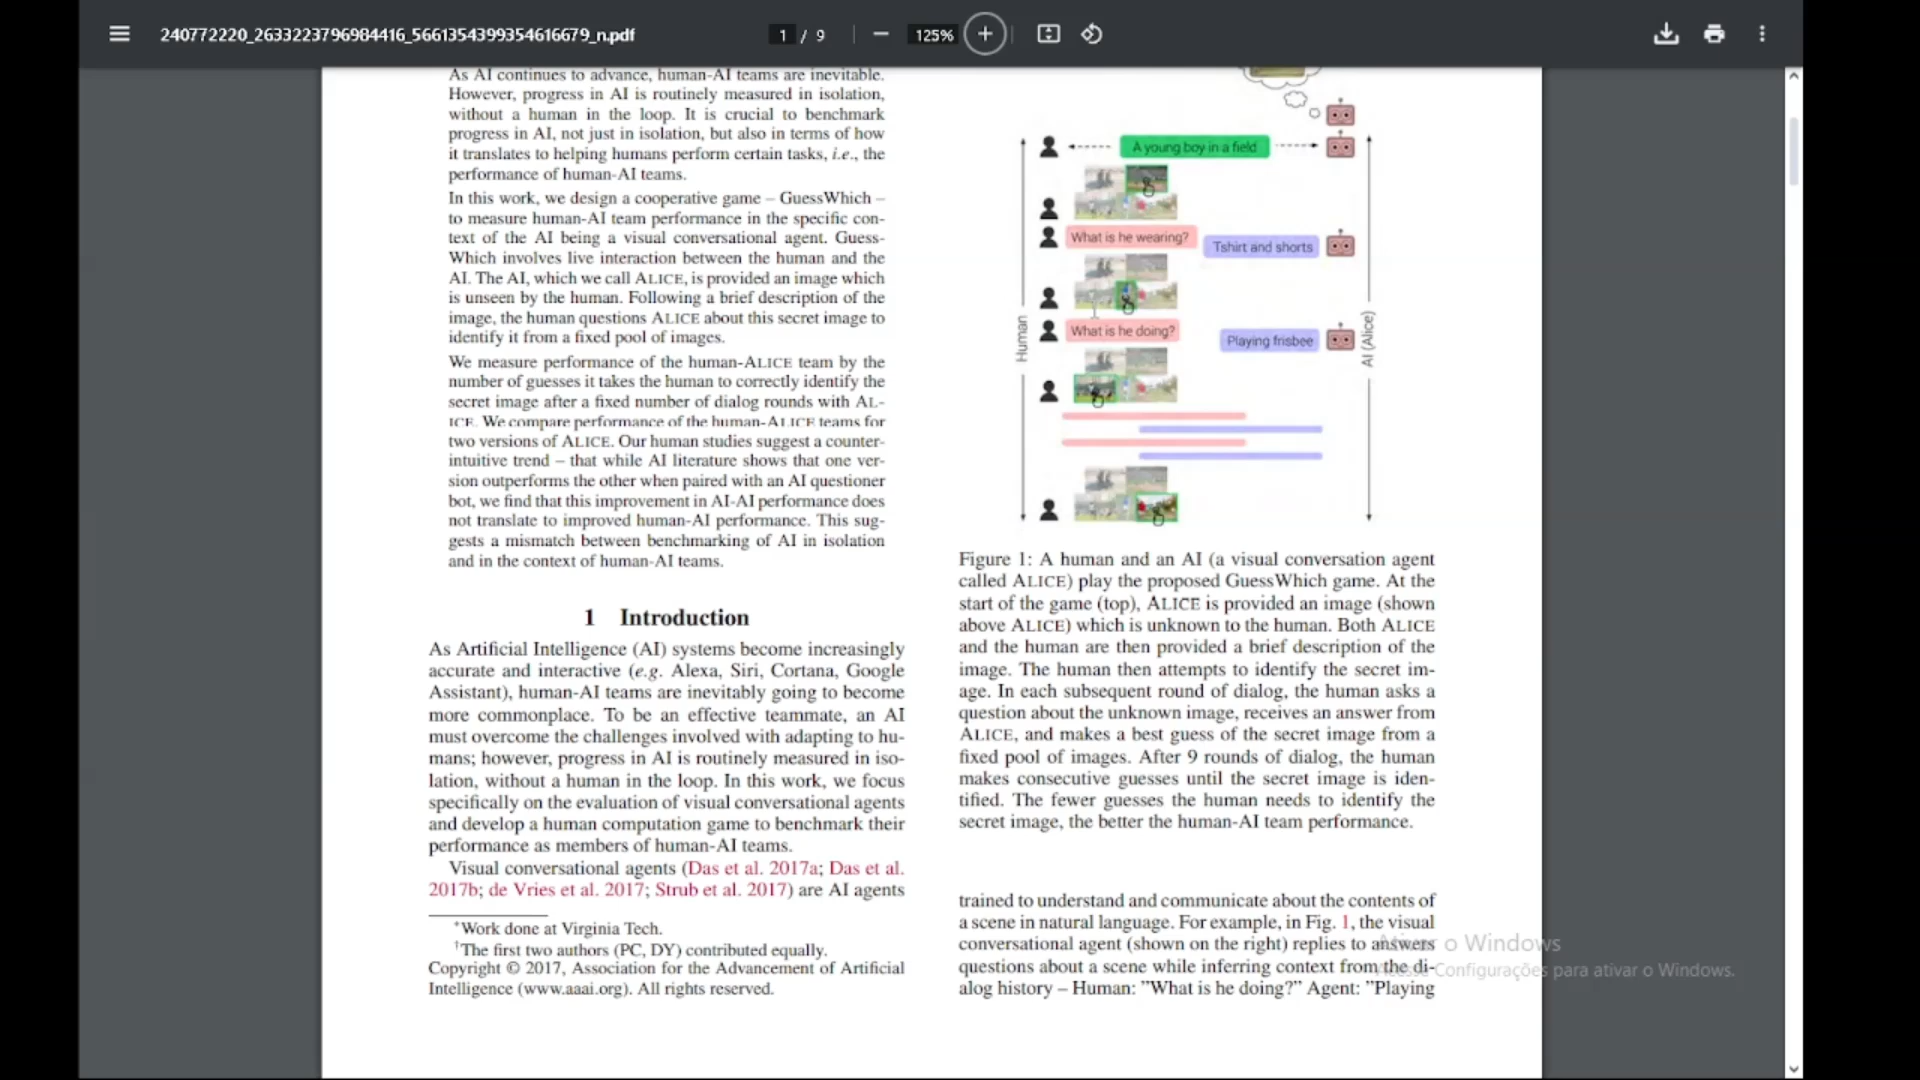 240772220_2633223796984416_5661354399354616679_n.pdf
1 / 9
125%
As AI continues to advance, human-AI teams are inevitable.
However, progress in AI is routinely measured in isolation,
without a human in the loop. It is crucial to benchmark
progress in AI, not just in isolation, but also in terms of how
it translates to helping humans perform certain tasks, i.e., the
performance of human-AI teams.
In this work, we design a cooperative game – GuessWhich –
to measure human-AI team performance in the specific con-
text of the AI being a visual conversational agent. Guess-
Which involves live interaction between the human and the
AI. The AI, which we call ALICE, is provided an image which
is unseen by the human. Following a brief description of the
image, the human questions ALICE about this secret image to
identify it from a fixed pool of images.
We measure performance of the human-ALICE team by the
number of guesses it takes the human to correctly identify the
secret image after a fixed number of dialog rounds with AL-
ICE. We compare performance of the human-ALICE teams for
two versions of ALICE. Our human studies suggest a counter-
intuitive trend – that while AI literature shows that one ver-
sion outperforms the other when paired with an AI questioner
bot, we find that this improvement in AI-AI performance does
not translate to improved human-AI performance. This sug-
gests a mismatch between benchmarking of AI in isolation
and in the context of human-AI teams.
1 Introduction
As Artificial Intelligence (AI) systems become increasingly
accurate and interactive (e.g. Alexa, Siri, Cortana, Google
Assistant), human-AI teams are inevitably going to become
more commonplace. To be an effective teammate, an AI
must overcome the challenges involved with adapting to hu-
mans; however, progress in AI is routinely measured in iso-
lation, without a human in the loop. In this work, we focus
specifically on the evaluation of visual conversational agents
and develop a human computation game to benchmark their
performance as members of human-AI teams.
Visual conversational agents (Das et al. 2017a; Das et al.
2017b; de Vries et al. 2017; Strub et al. 2017) are AI agents
*Work done at Virginia Tech.
†The first two authors (PC, DY) contributed equally.
Copyright © 2017, Association for the Advancement of Artificial
Intelligence (www.aaai.org). All rights reserved.
A young boy in a field
What is he wearing?
Tshirt and shorts
What is he doing?
Playing frisbee
Human
AI (Alice)
Figure 1: A human and an AI (a visual conversation agent
called ALICE) play the proposed GuessWhich game. At the
start of the game (top), ALICE is provided an image (shown
above ALICE) which is unknown to the human. Both ALICE
and the human are then provided a brief description of the
image. The human then attempts to identify the secret im-
age. In each subsequent round of dialog, the human asks a
question about the unknown image, receives an answer from
ALICE, and makes a best guess of the secret image from a
fixed pool of images. After 9 rounds of dialog, the human
makes consecutive guesses until the secret image is iden-
tified. The fewer guesses the human needs to identify the
secret image, the better the human-AI team performance.
trained to understand and communicate about the contents of
a scene in natural language. For example, in Fig. 1, the visual
conversational agent (shown on the right) replies to answers
questions about a scene while inferring context from the di-
alog history – Human: ”What is he doing?” Agent: ”Playing
Ativar o Windows
Acesse Configurações para ativar o Windows.